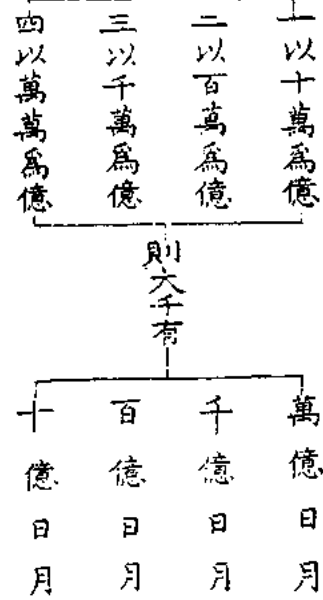 一以十萬爲億
二以百萬爲億
三以千萬爲億
四以萬萬爲億
則大千有
萬億日月
千億日月
百億日月
十億日月